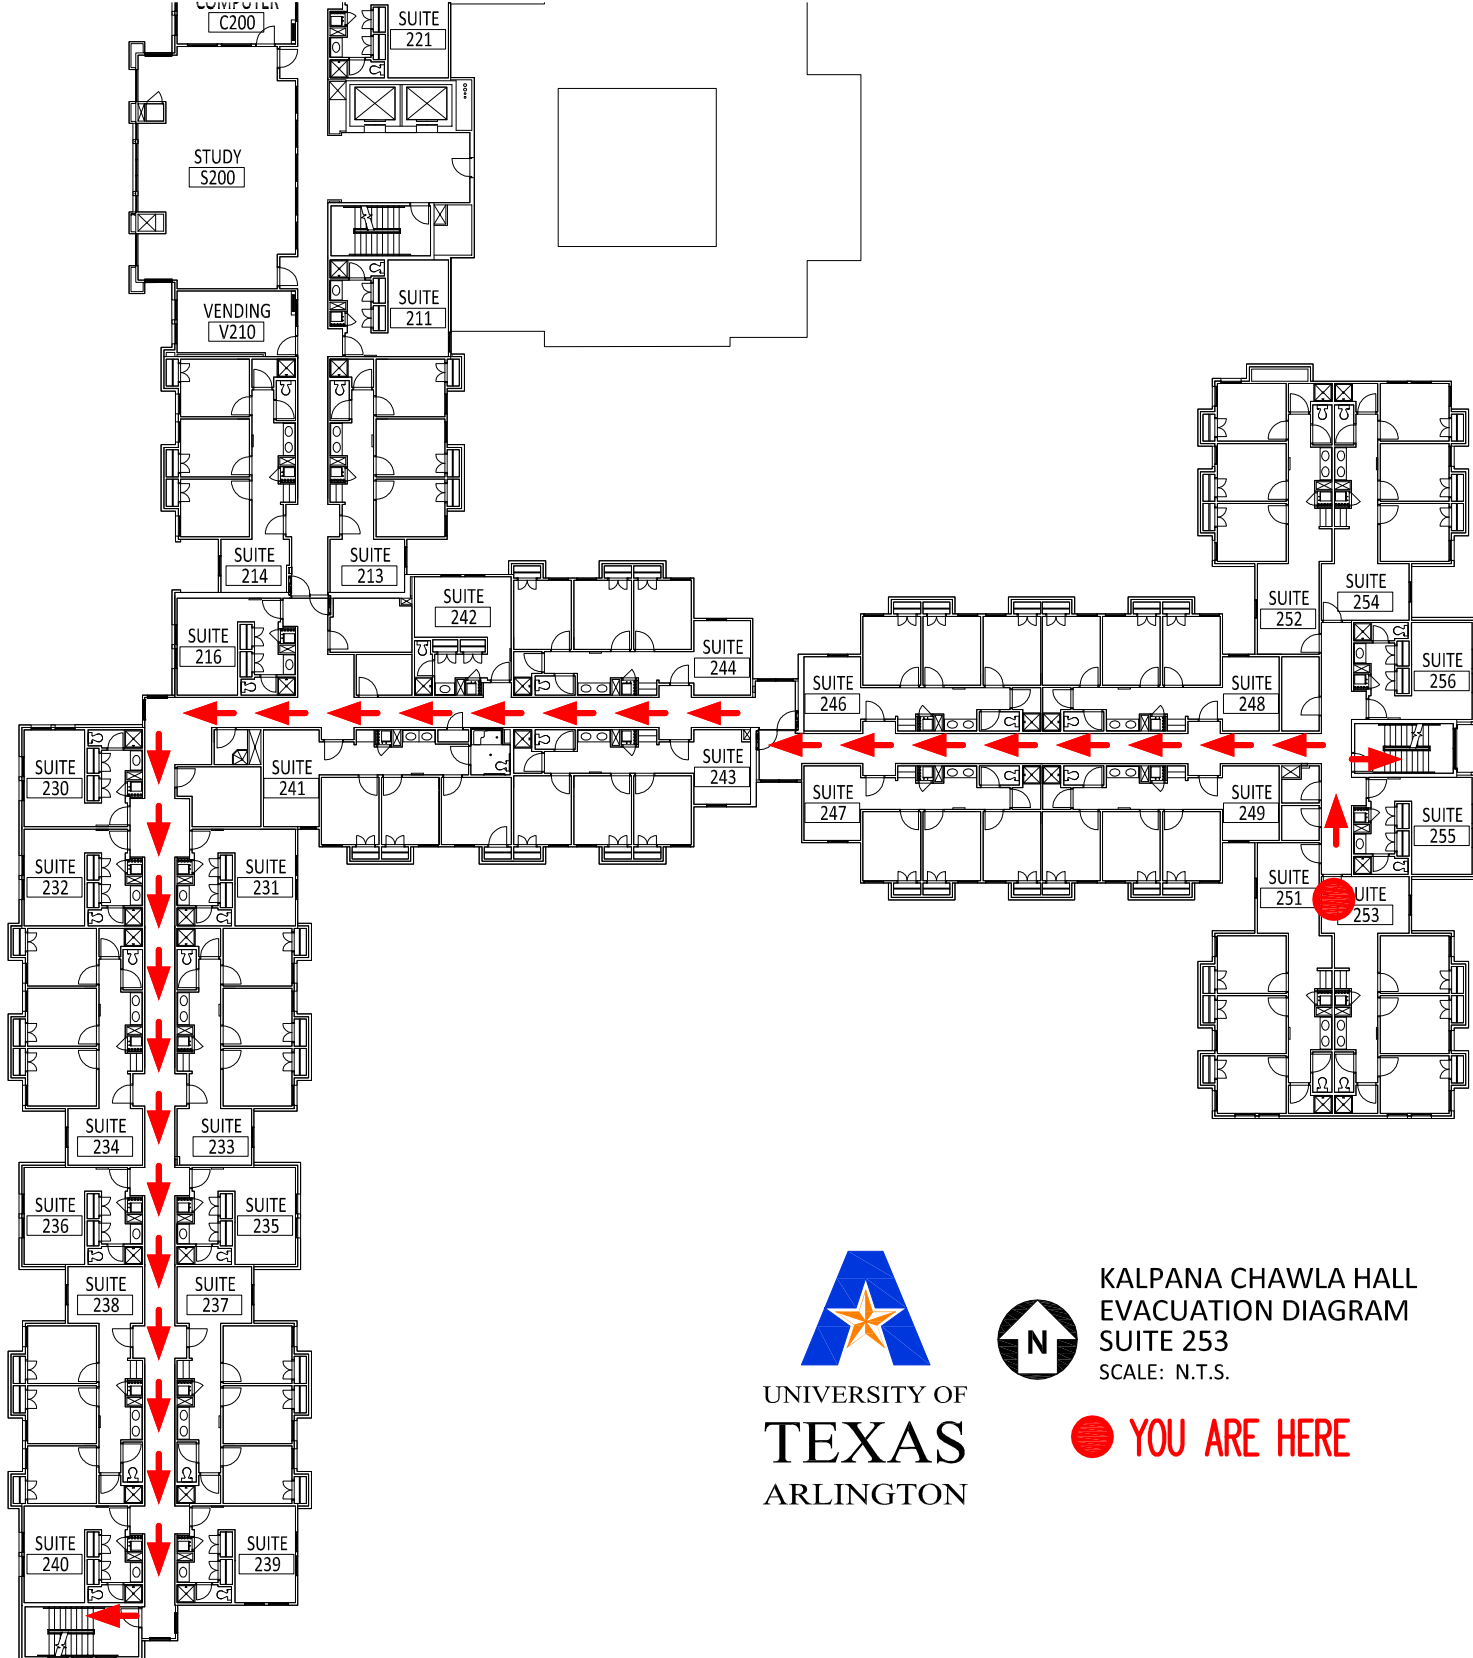 COMPUTER
C200
SUITE
221
STUDY
S200
SUITE
211
VENDING
V210
SUITE
214
SUITE
213
SUITE
216
SUITE
242
SUITE
244
SUITE
246
SUITE
248
SUITE
252
SUITE
254
SUITE
256
SUITE
230
SUITE
241
SUITE
243
SUITE
247
SUITE
249
SUITE
255
SUITE
251
UITE
253
SUITE
232
SUITE
231
SUITE
234
SUITE
233
SUITE
236
SUITE
235
SUITE
238
SUITE
237
SUITE
240
SUITE
239
UNIVERSITY OF
TEXAS
ARLINGTON
N
KALPANA CHAWLA HALL
EVACUATION DIAGRAM
SUITE 253
SCALE: N.T.S.
YOU ARE HERE